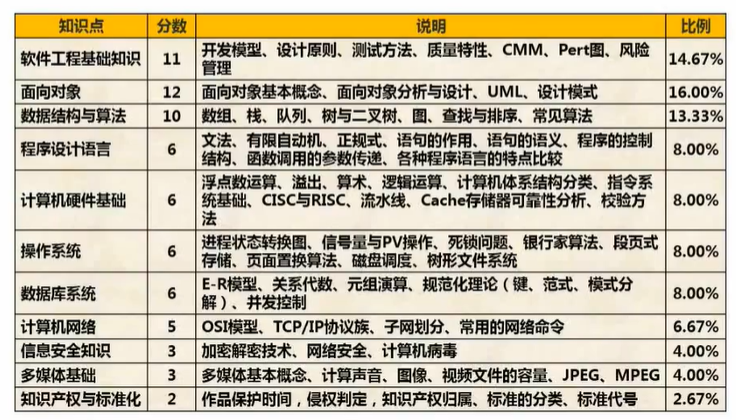 知识点 分数 说明 比例
软件工程基础知识 11 开发模型、设计原则、测试方法、质量特性、CMM、Pert图、风险 14.67%
管理
面向对象 12 面向对象基本概念、面向对象分析与设计、UML、设计模式 16.00%
数据结构与算法 10 数组、栈、队列、树与二叉树、图、查找与排序、常见算法 13.33%
程序设计语言 6 文法、有限自动机、正规式、语句的作用、语句的语义、程序的控制 8.00%
结构、函数调用的参数传递、各种程序语言的特点比较
计算机硬件基础 6 浮点数运算、溢出、算术、逻辑运算、计算机体系结构分类、指令系 8.00%
统基础、CISC与RISC、流水线、Cache存储器可靠性分析、校验方
法
操作系统 6 进程状态转换图、信号量与PV操作、死锁问题、银行家算法、段页式 8.00%
存储、页面置换算法、磁盘调度、树形文件系统
数据库系统 6 E-R模型、关系代数、元组演算、规范化理论（键、范式、模式分 8.00%
解）、并发控制
计算机网络 5 OSI模型、TCP/IP协议族、子网划分、常用的网络命令 6.67%
信息安全知识 3 加密解密技术、网络安全、计算机病毒 4.00%
多媒体基础 3 多媒体基本概念、计算声音、图像、视频文件的容量、JPEG、MPEG 4.00%
知识产权与标准化 2 作品保护时间，侵权判定，知识产权归属、标准的分类、标准代号 2.67%